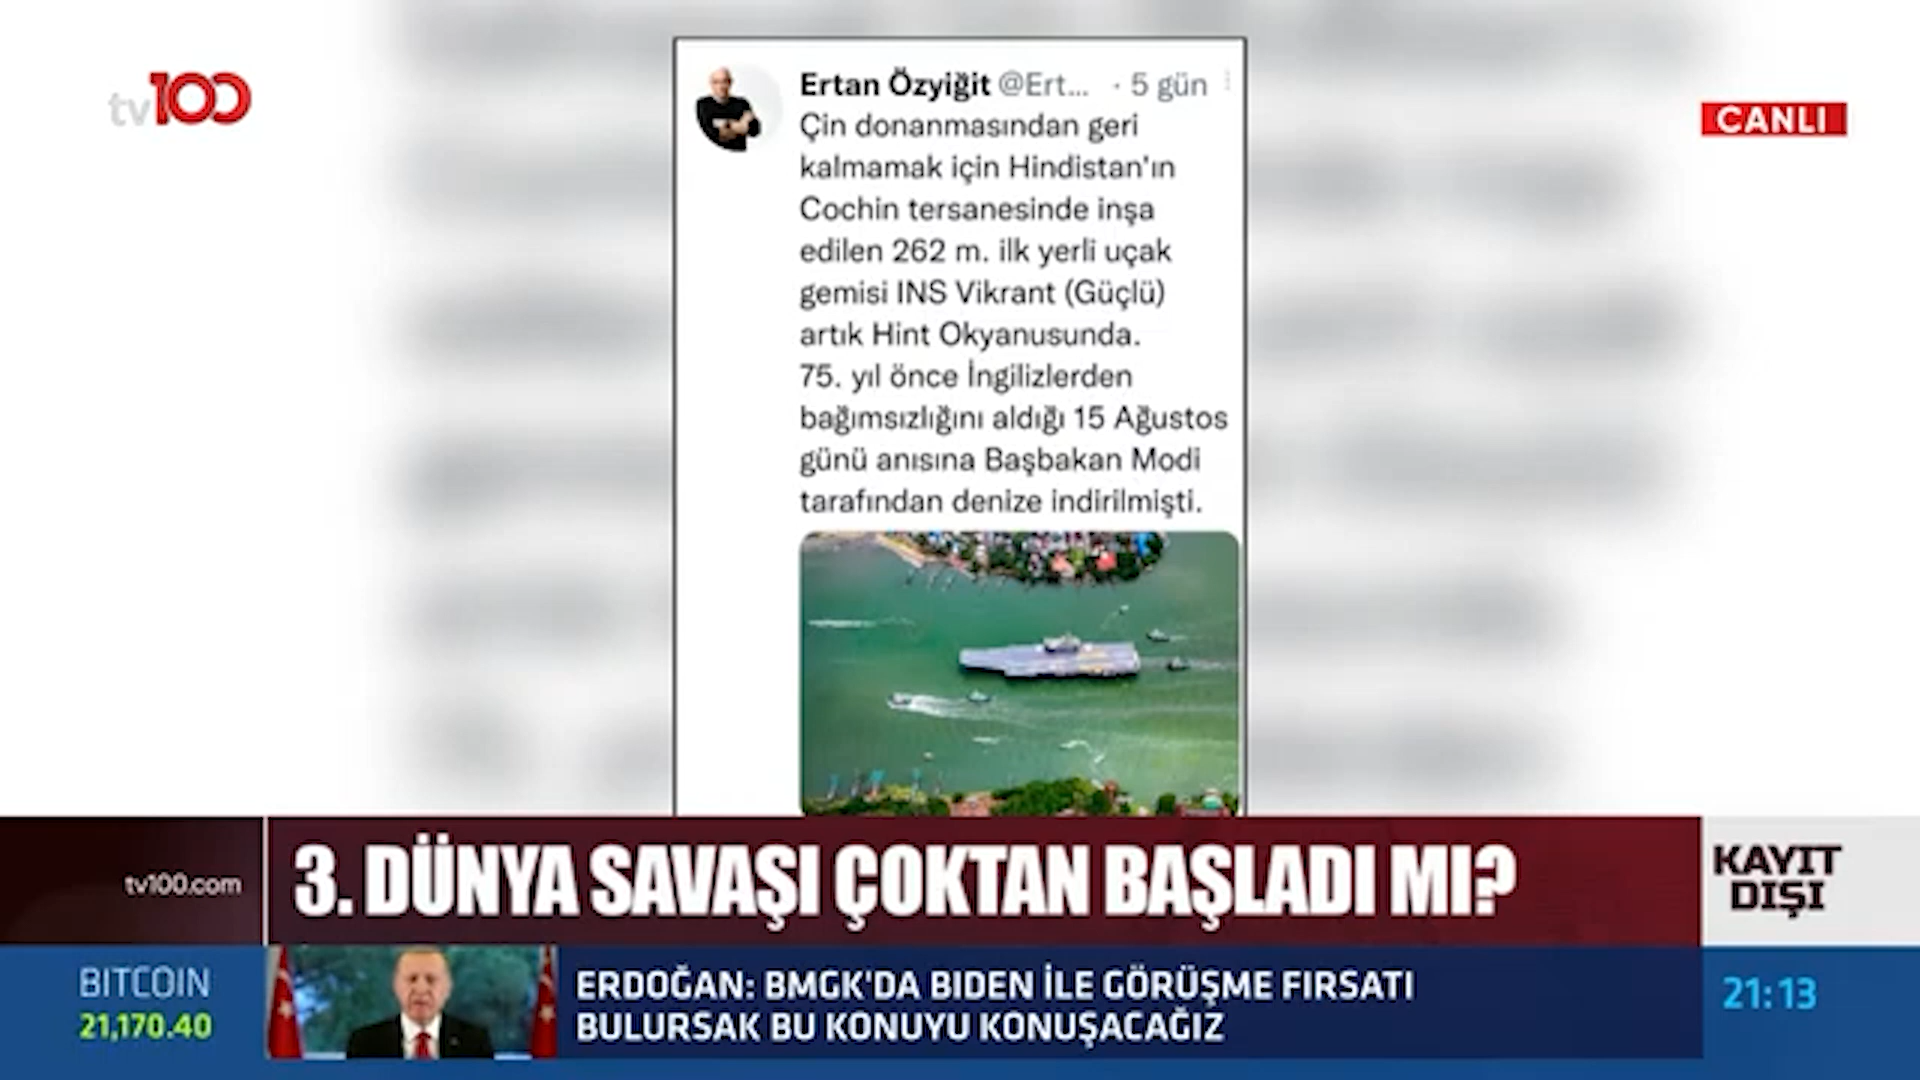 tv100
CANLI
Ertan Özyiğit @Ert... · 5 gün
Çin donanmasından geri
kalmamak için Hindistan'ın
Cochin tersanesinde inşa
edilen 262 m. ilk yerli uçak
gemisi INS Vikrant (Güçlü)
artık Hint Okyanusunda.
75. yıl önce İngilizlerden
bağımsızlığını aldığı 15 Ağustos
günü anısına Başbakan Modi
tarafından denize indirilmişti.
tv100.com
3. DÜNYA SAVAŞI ÇOKTAN BAŞLADI MI?
KAYIT
DIŞI
BITCOIN
21,170.40
ERDOĞAN: BMGK'DA BIDEN İLE GÖRÜŞME FIRSATI
BULURSAK BU KONUYU KONUŞACAĞIZ
21:13